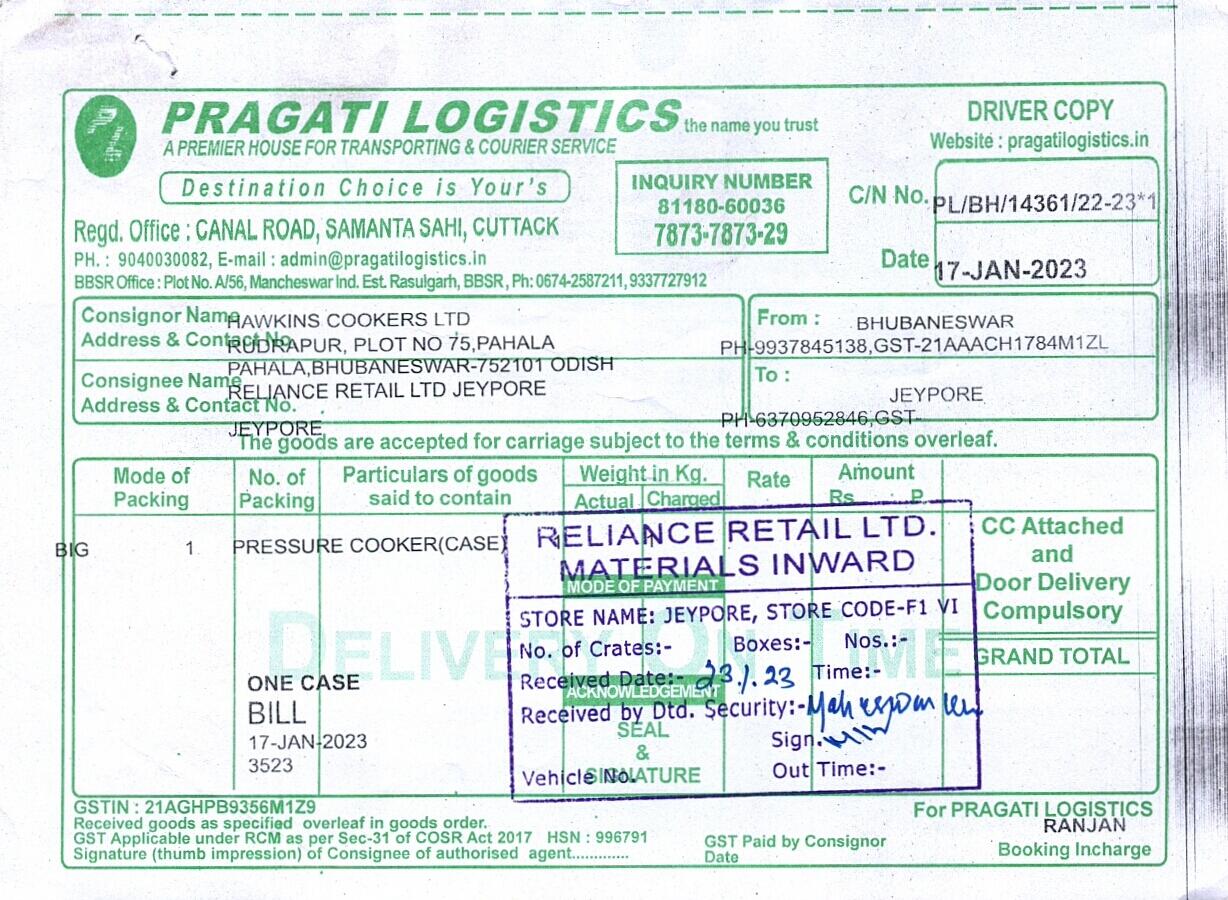 PRAGATI LOGISTICS the name you trust
A PREMIER HOUSE FOR TRANSPORTING & COURIER SERVICE
Destination Choice is Your's
DRIVER COPY
Website : pragatilogistics.in
INQUIRY NUMBER
81180-60036
7873-7873-29
C/N No. PL/BH/14361/22-23*1
Date 17-JAN-2023
Regd. Office : CANAL ROAD, SAMANTA SAHI, CUTTACK
PH. : 9040030082, E-mail : admin@pragatilogistics.in
BBSR Office : Plot No. A/56, Mancheswar Ind. Est. Rasulgarh, BBSR, Ph: 0674-2587211,9337727912
Consignor Name HAWKINS COOKERS LTD
Address & Contact No. RUDRAPUR, PLOT NO 75,PAHALA
PAHALA,BHUBANESWAR-752101 ODISH
From : BHUBANESWAR
PH-9937845138,GST-21AAACH1784M1ZL
Consignee Name RELIANCE RETAIL LTD JEYPORE
Address & Contact No.
JEYPORE
To : JEYPORE
PH-6370952846,GST-
The goods are accepted for carriage subject to the terms & conditions overleaf.
Mode of Packing
No. of Packing
Particulars of goods said to contain
Weight in Kg.
Actual Charged
Rate
Amount
Rs. P.
BIG 1 PRESSURE COOKER(CASE)
MODE OF PAYMENT
DELIVERY ON TIME
ACKNOWLEDGEMENT
SEAL
&
SIGNATURE
ONE CASE
BILL
17-JAN-2023
3523
RELIANCE RETAIL LTD.
MATERIALS INWARD
STORE NAME: JEYPORE, STORE CODE-F1 VI
No. of Crates:- Boxes:- Nos.:-
Received Date:- 23.1.23 Time:-
Received by Dtd. Security:-
Sign.
Vehicle No. Out Time:-
CC Attached
and
Door Delivery
Compulsory
GRAND TOTAL
GSTIN : 21AGHPB9356M1Z9
Received goods as specified overleaf in goods order.
GST Applicable under RCM as per Sec-31 of COSR Act 2017 HSN : 996791
Signature (thumb impression) of Consignee of authorised agent.............
GST Paid by Consignor
Date
For PRAGATI LOGISTICS
RANJAN
Booking Incharge